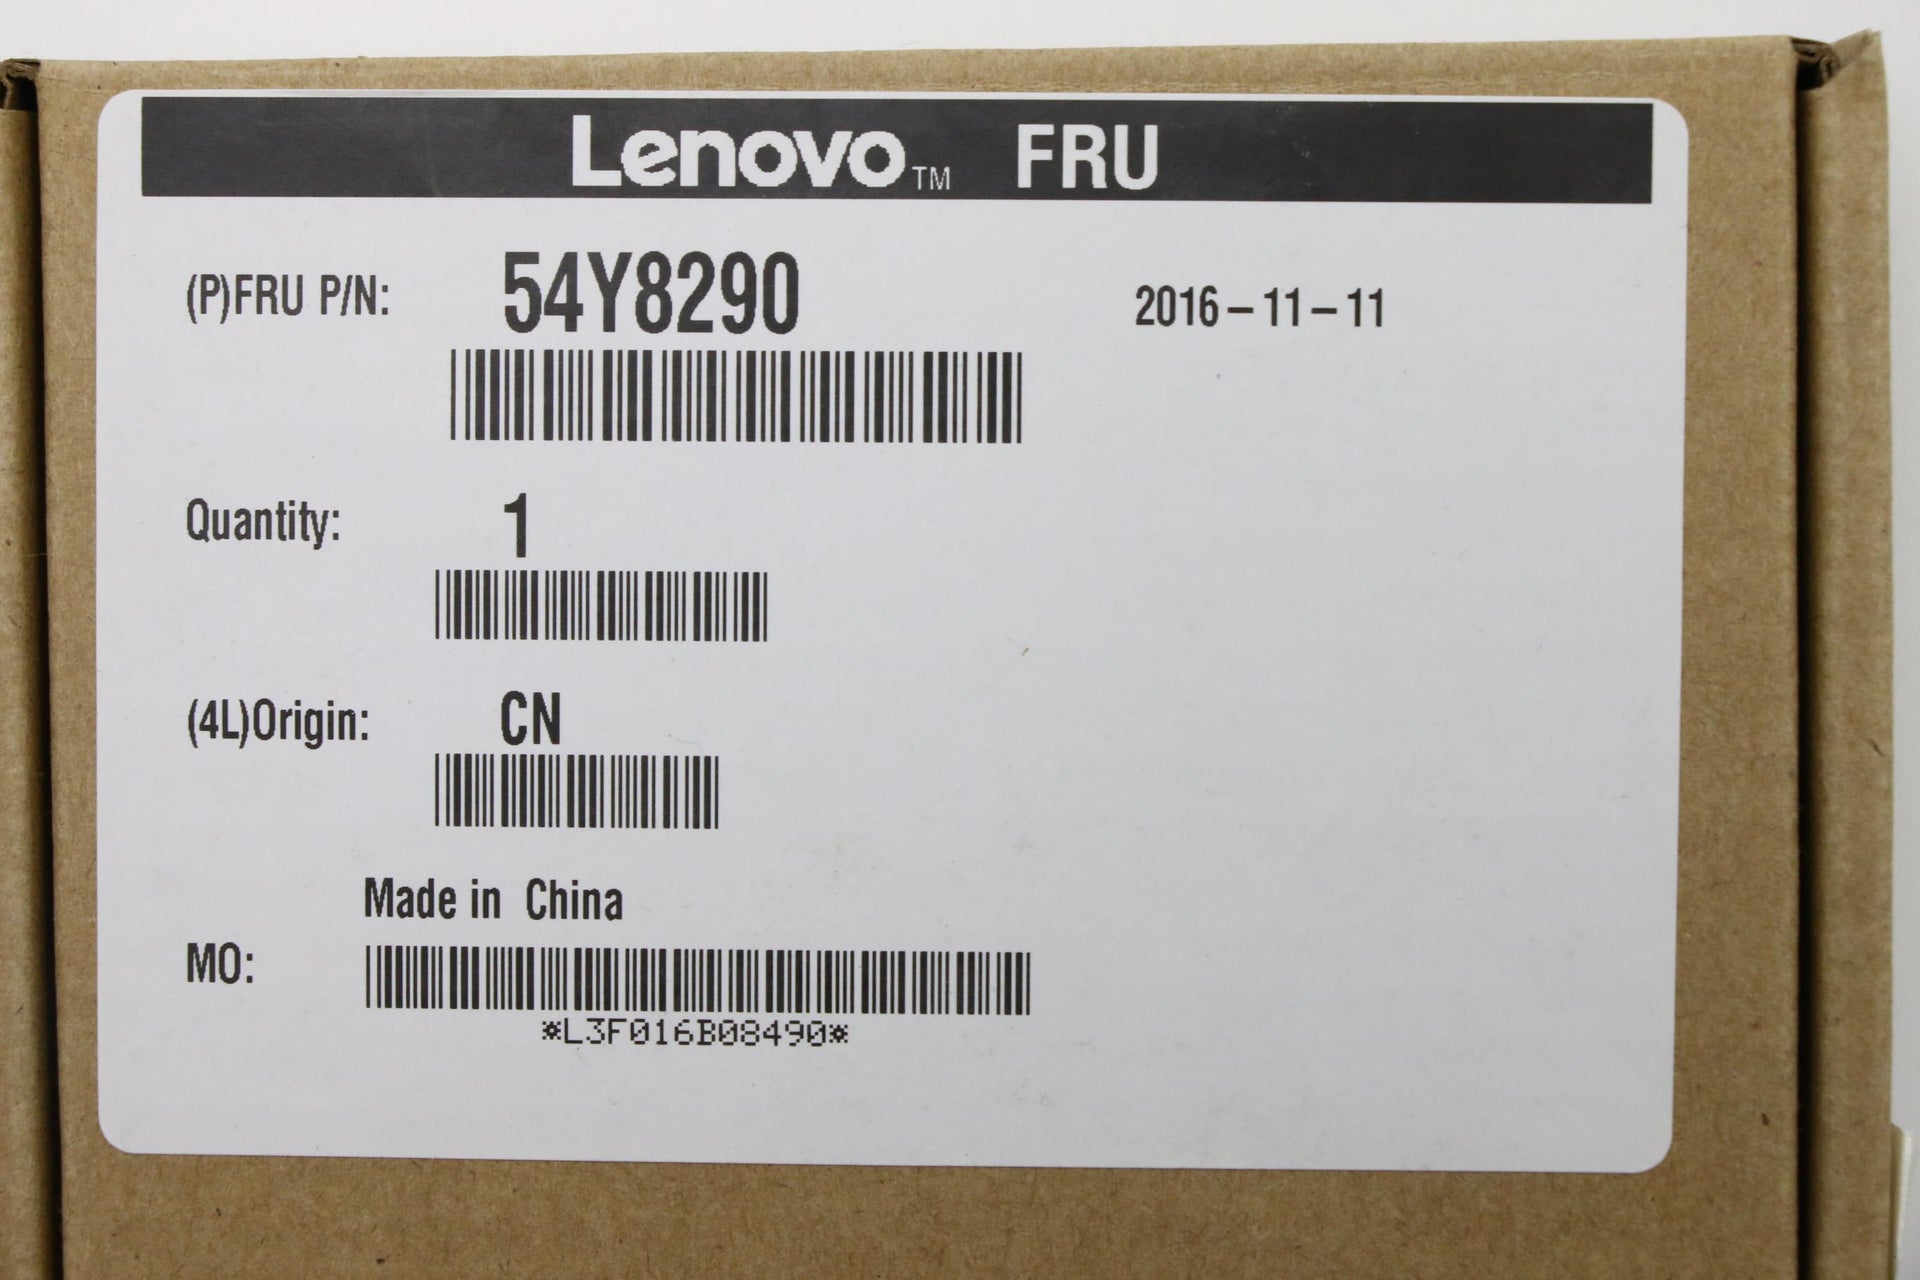 Lenovo™ FRU
(P)FRU P/N: 54Y8290 2016-11-11
Quantity: 1
(4L)Origin: CN
Made in China
MO:
*L3F016B08490*